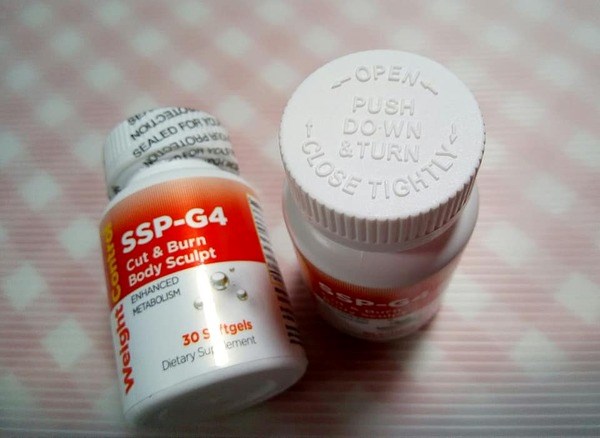 PROTECTION
SEALED FOR YOUR PROTECTION
Weight Control
SSP-G4
Cut & Burn
Body Sculpt
ENHANCED
METABOLISM
30 Softgels
Dietary Supplement
OPEN
PUSH
DOWN
& TURN
CLOSE TIGHTLY
SSP-G4